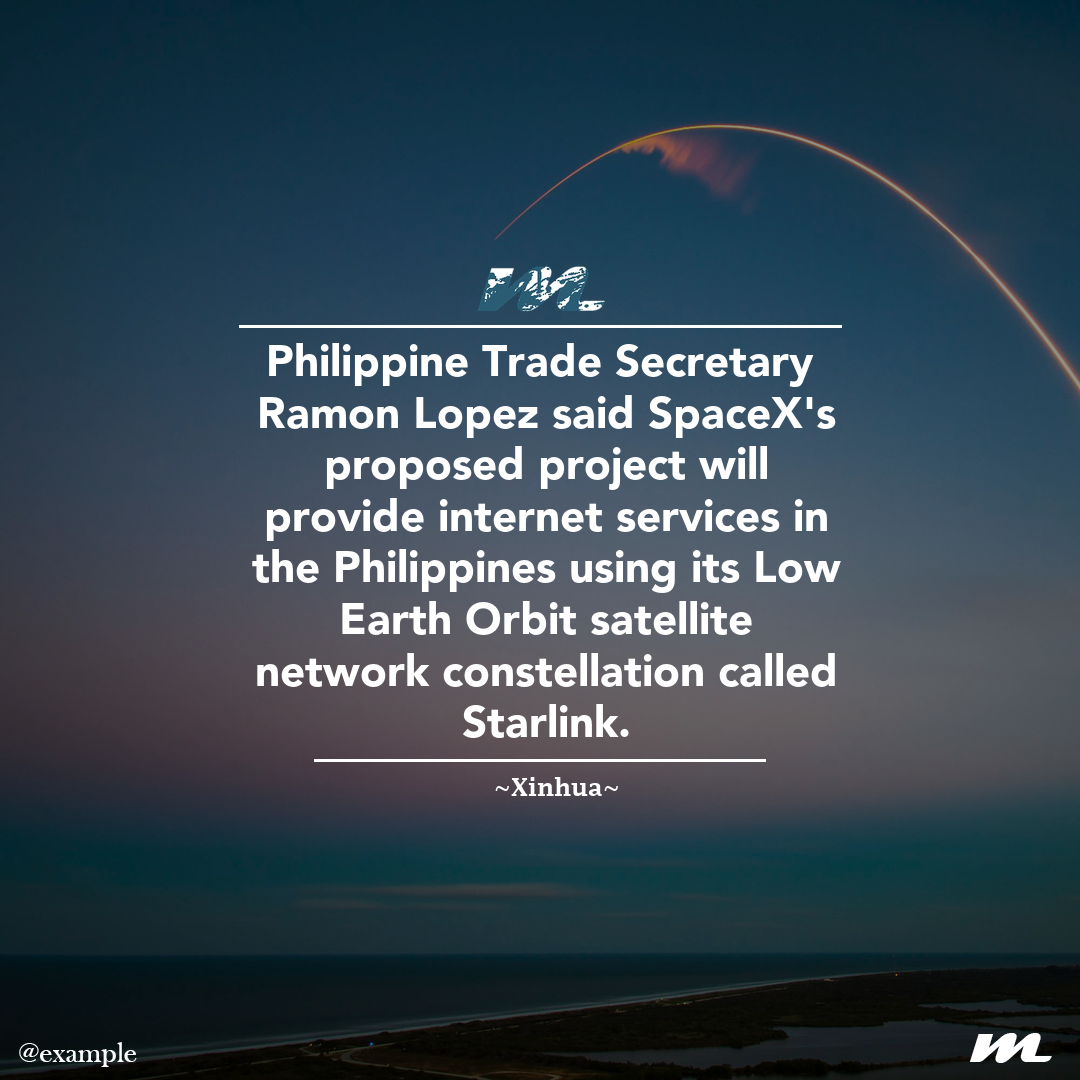 m
Philippine Trade Secretary
Ramon Lopez said SpaceX's
proposed project will
provide internet services in
the Philippines using its Low
Earth Orbit satellite
network constellation called
Starlink.
~Xinhua~
@example
m